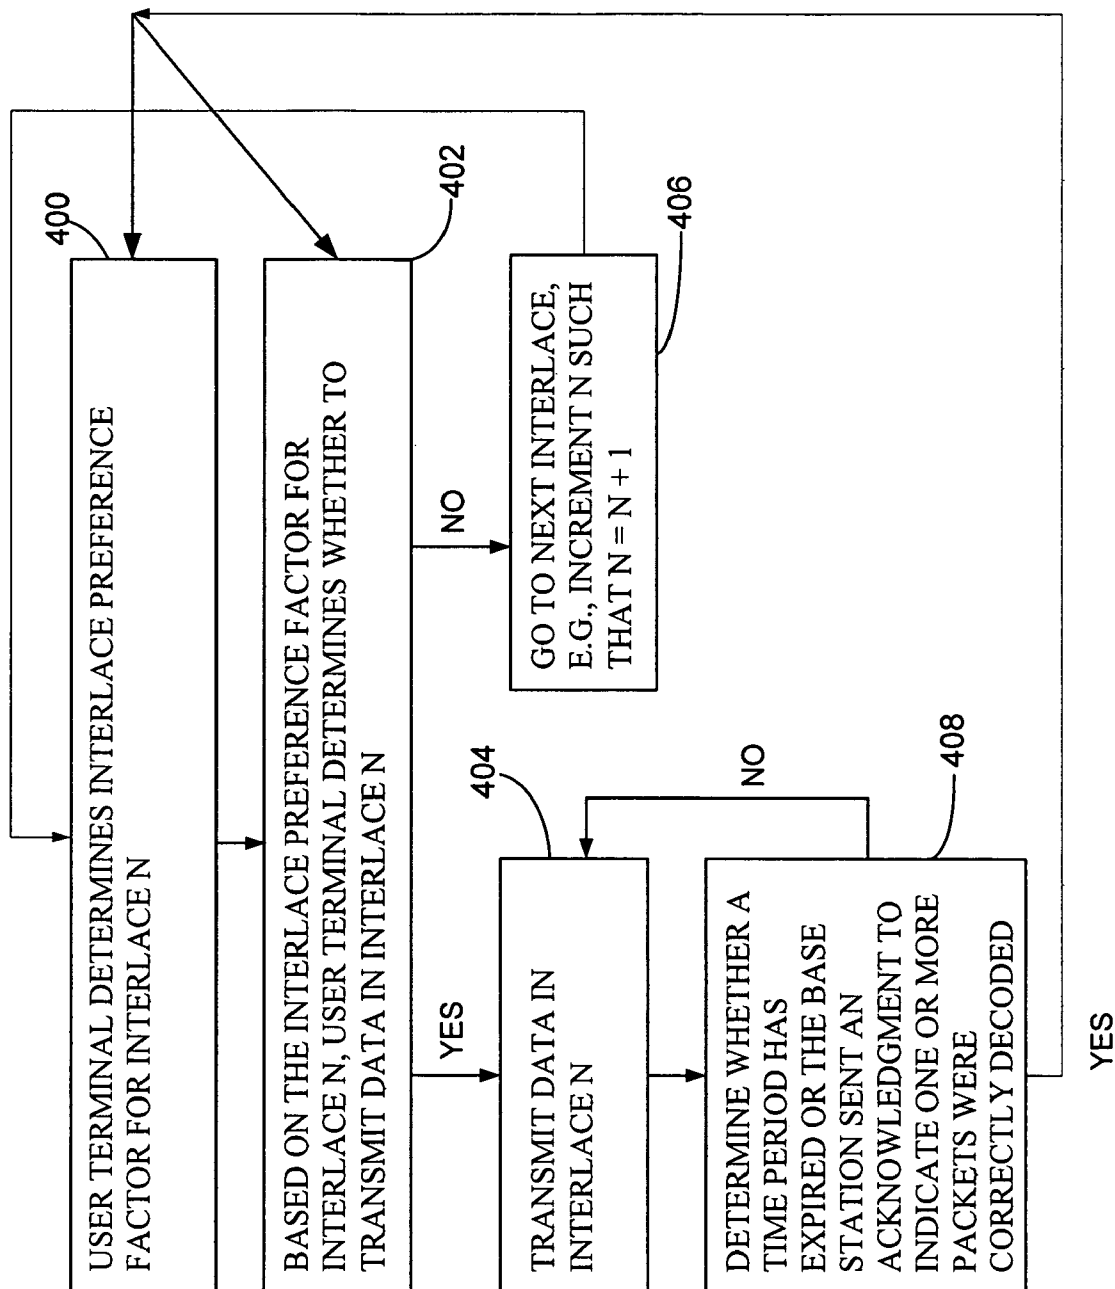 400
USER TERMINAL DETERMINES INTERLACE PREFERENCE
FACTOR FOR INTERLACE N
402
BASED ON THE INTERLACE PREFERENCE FACTOR FOR
INTERLACE N, USER TERMINAL DETERMINES WHETHER TO
TRANSMIT DATA IN INTERLACE N
YES
NO
404
TRANSMIT DATA IN
INTERLACE N
406
GO TO NEXT INTERLACE,
E.G., INCREMENT N SUCH
THAT N = N + 1
NO
408
DETERMINE WHETHER A
TIME PERIOD HAS
EXPIRED OR THE BASE
STATION SENT AN
ACKNOWLEDGMENT TO
INDICATE ONE OR MORE
PACKETS WERE
CORRECTLY DECODED
YES